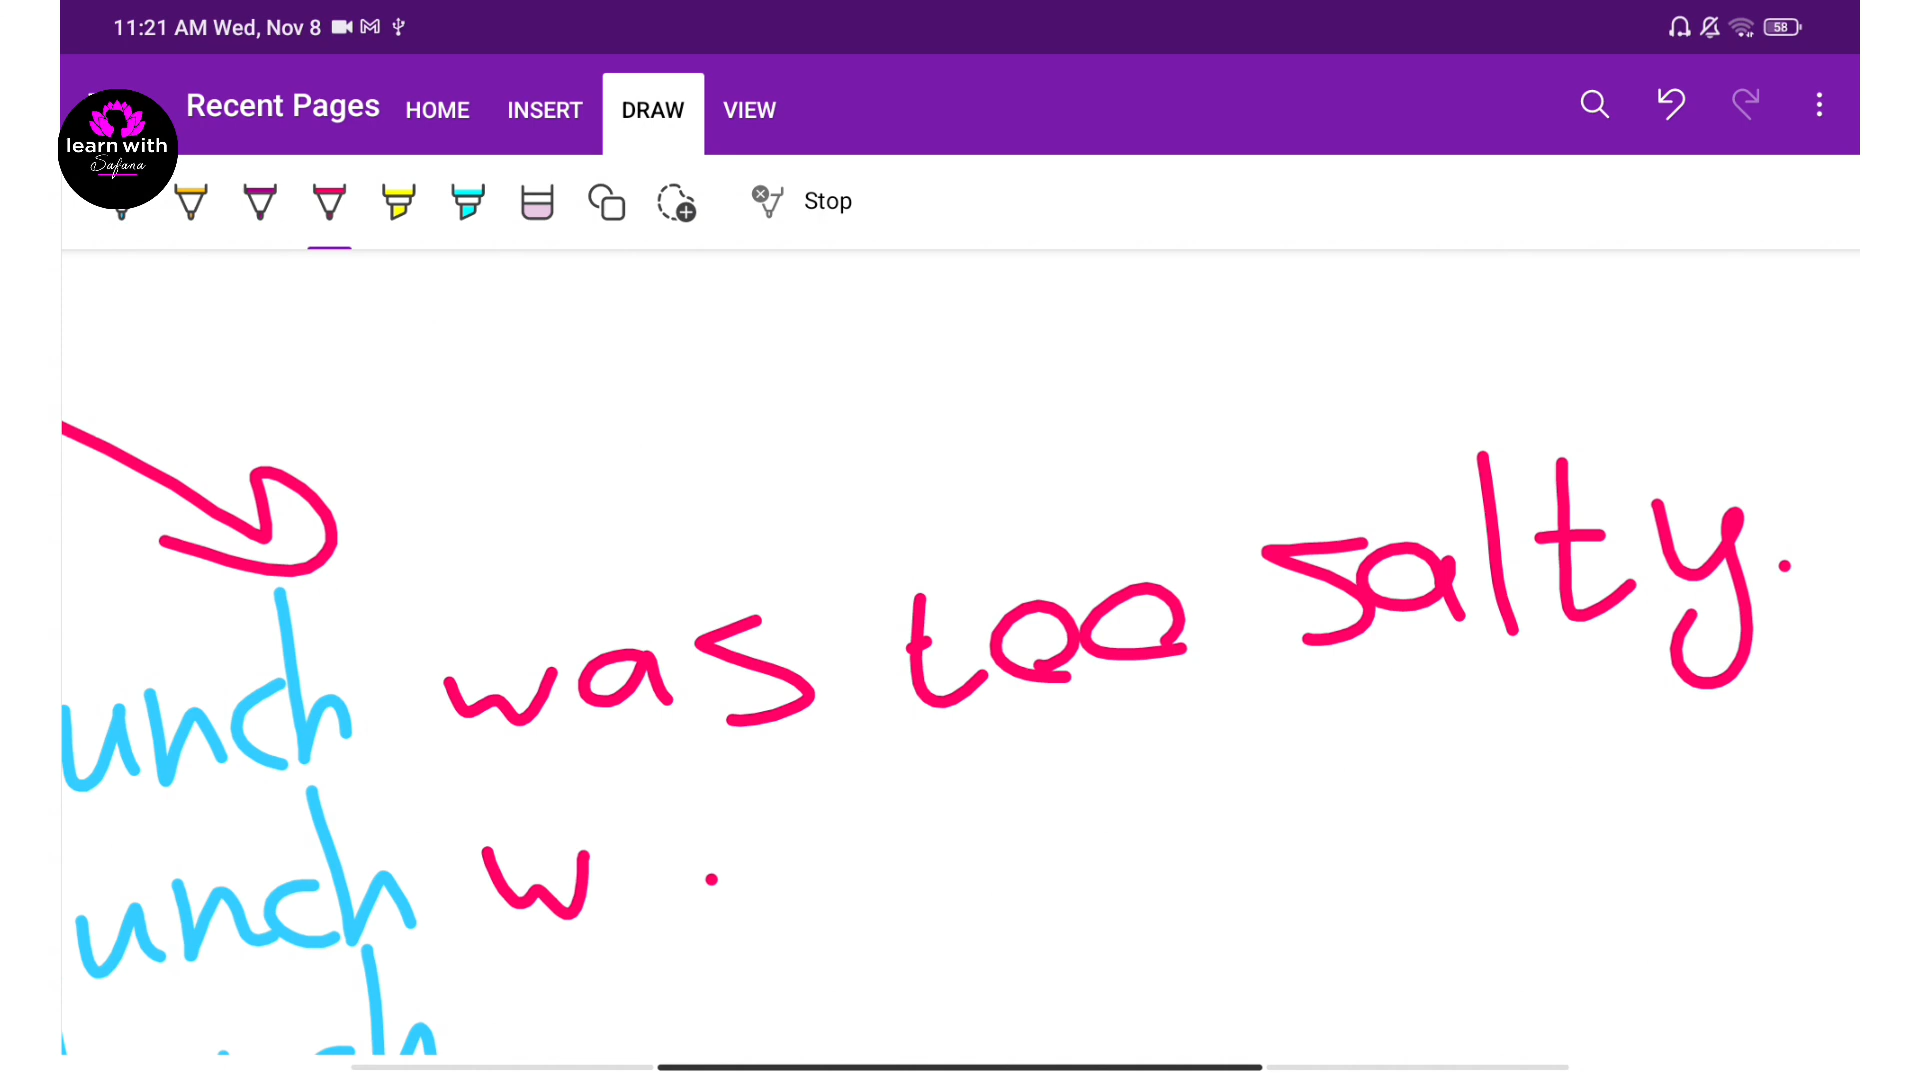 11:21 AM Wed, Nov 8 58
Recent Pages HOME INSERT DRAW VIEW
learn with
Safana
Stop
unch was too salty.
unch w